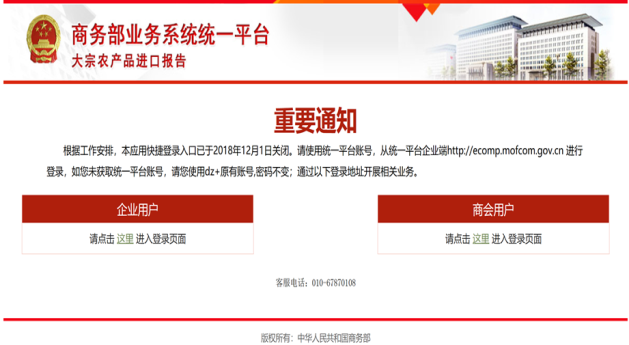 商务部业务系统统一平台
大宗农产品进口报告
重要通知
根据工作安排，本应用快捷登录入口已于2018年12月1日关闭。请使用统一平台账号，从统一平台企业端http://ecomp.mofcom.gov.cn 进行
登录，如您未获取统一平台账号，请您使用dz+原有账号,密码不变；通过以下登录地址开展相关业务。
企业用户
请点击 这里 进入登录页面
商会用户
请点击 这里 进入登录页面
客服电话：010-67870108
版权所有：中华人民共和国商务部